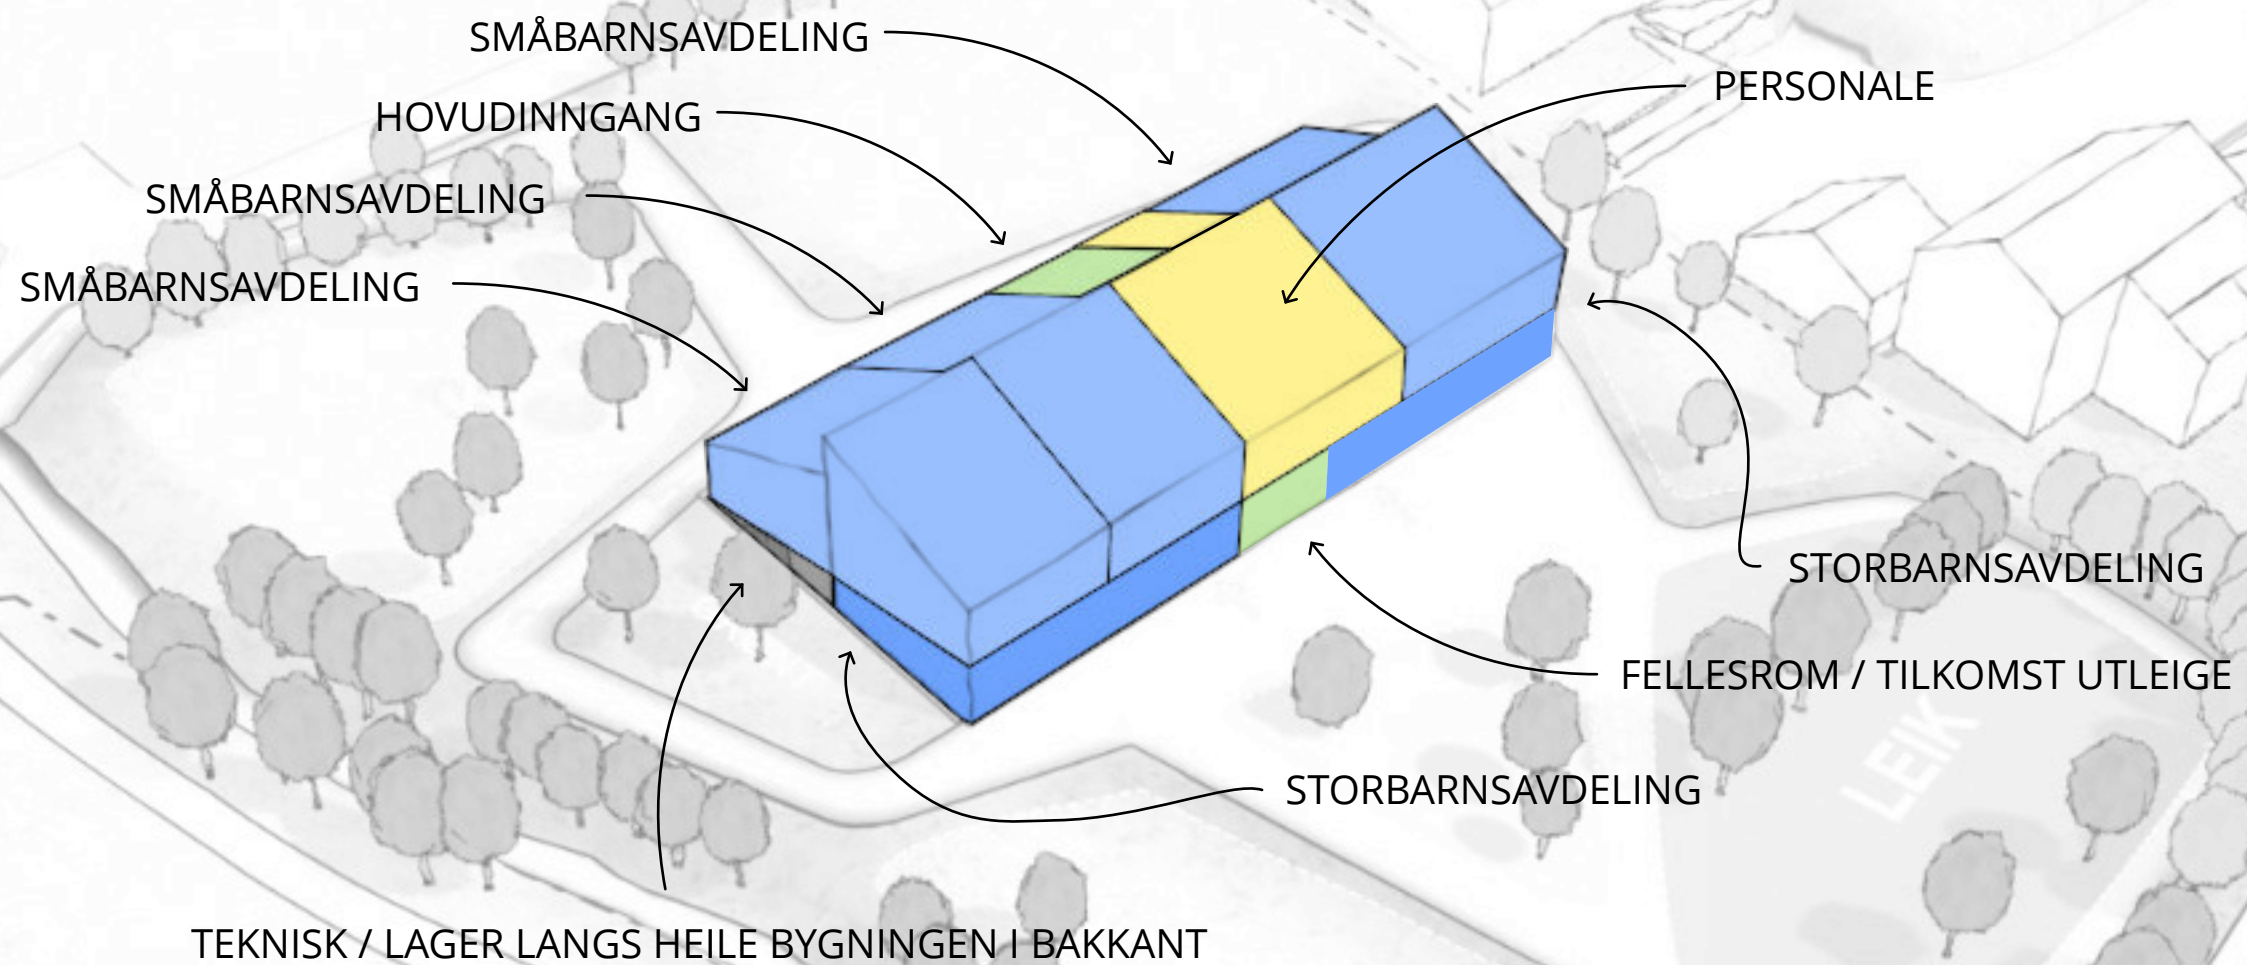 SMÅBARNSAVDELING
PERSONALE
HOVUDINNGANG
SMÅBARNSAVDELING
SMÅBARNSAVDELING
STORBARNSAVDELING
FELLESROM / TILKOMST UTLEIGE
LEIK
STORBARNSAVDELING
TEKNISK / LAGER LANGS HEILE BYGNINGEN I BAKKANT